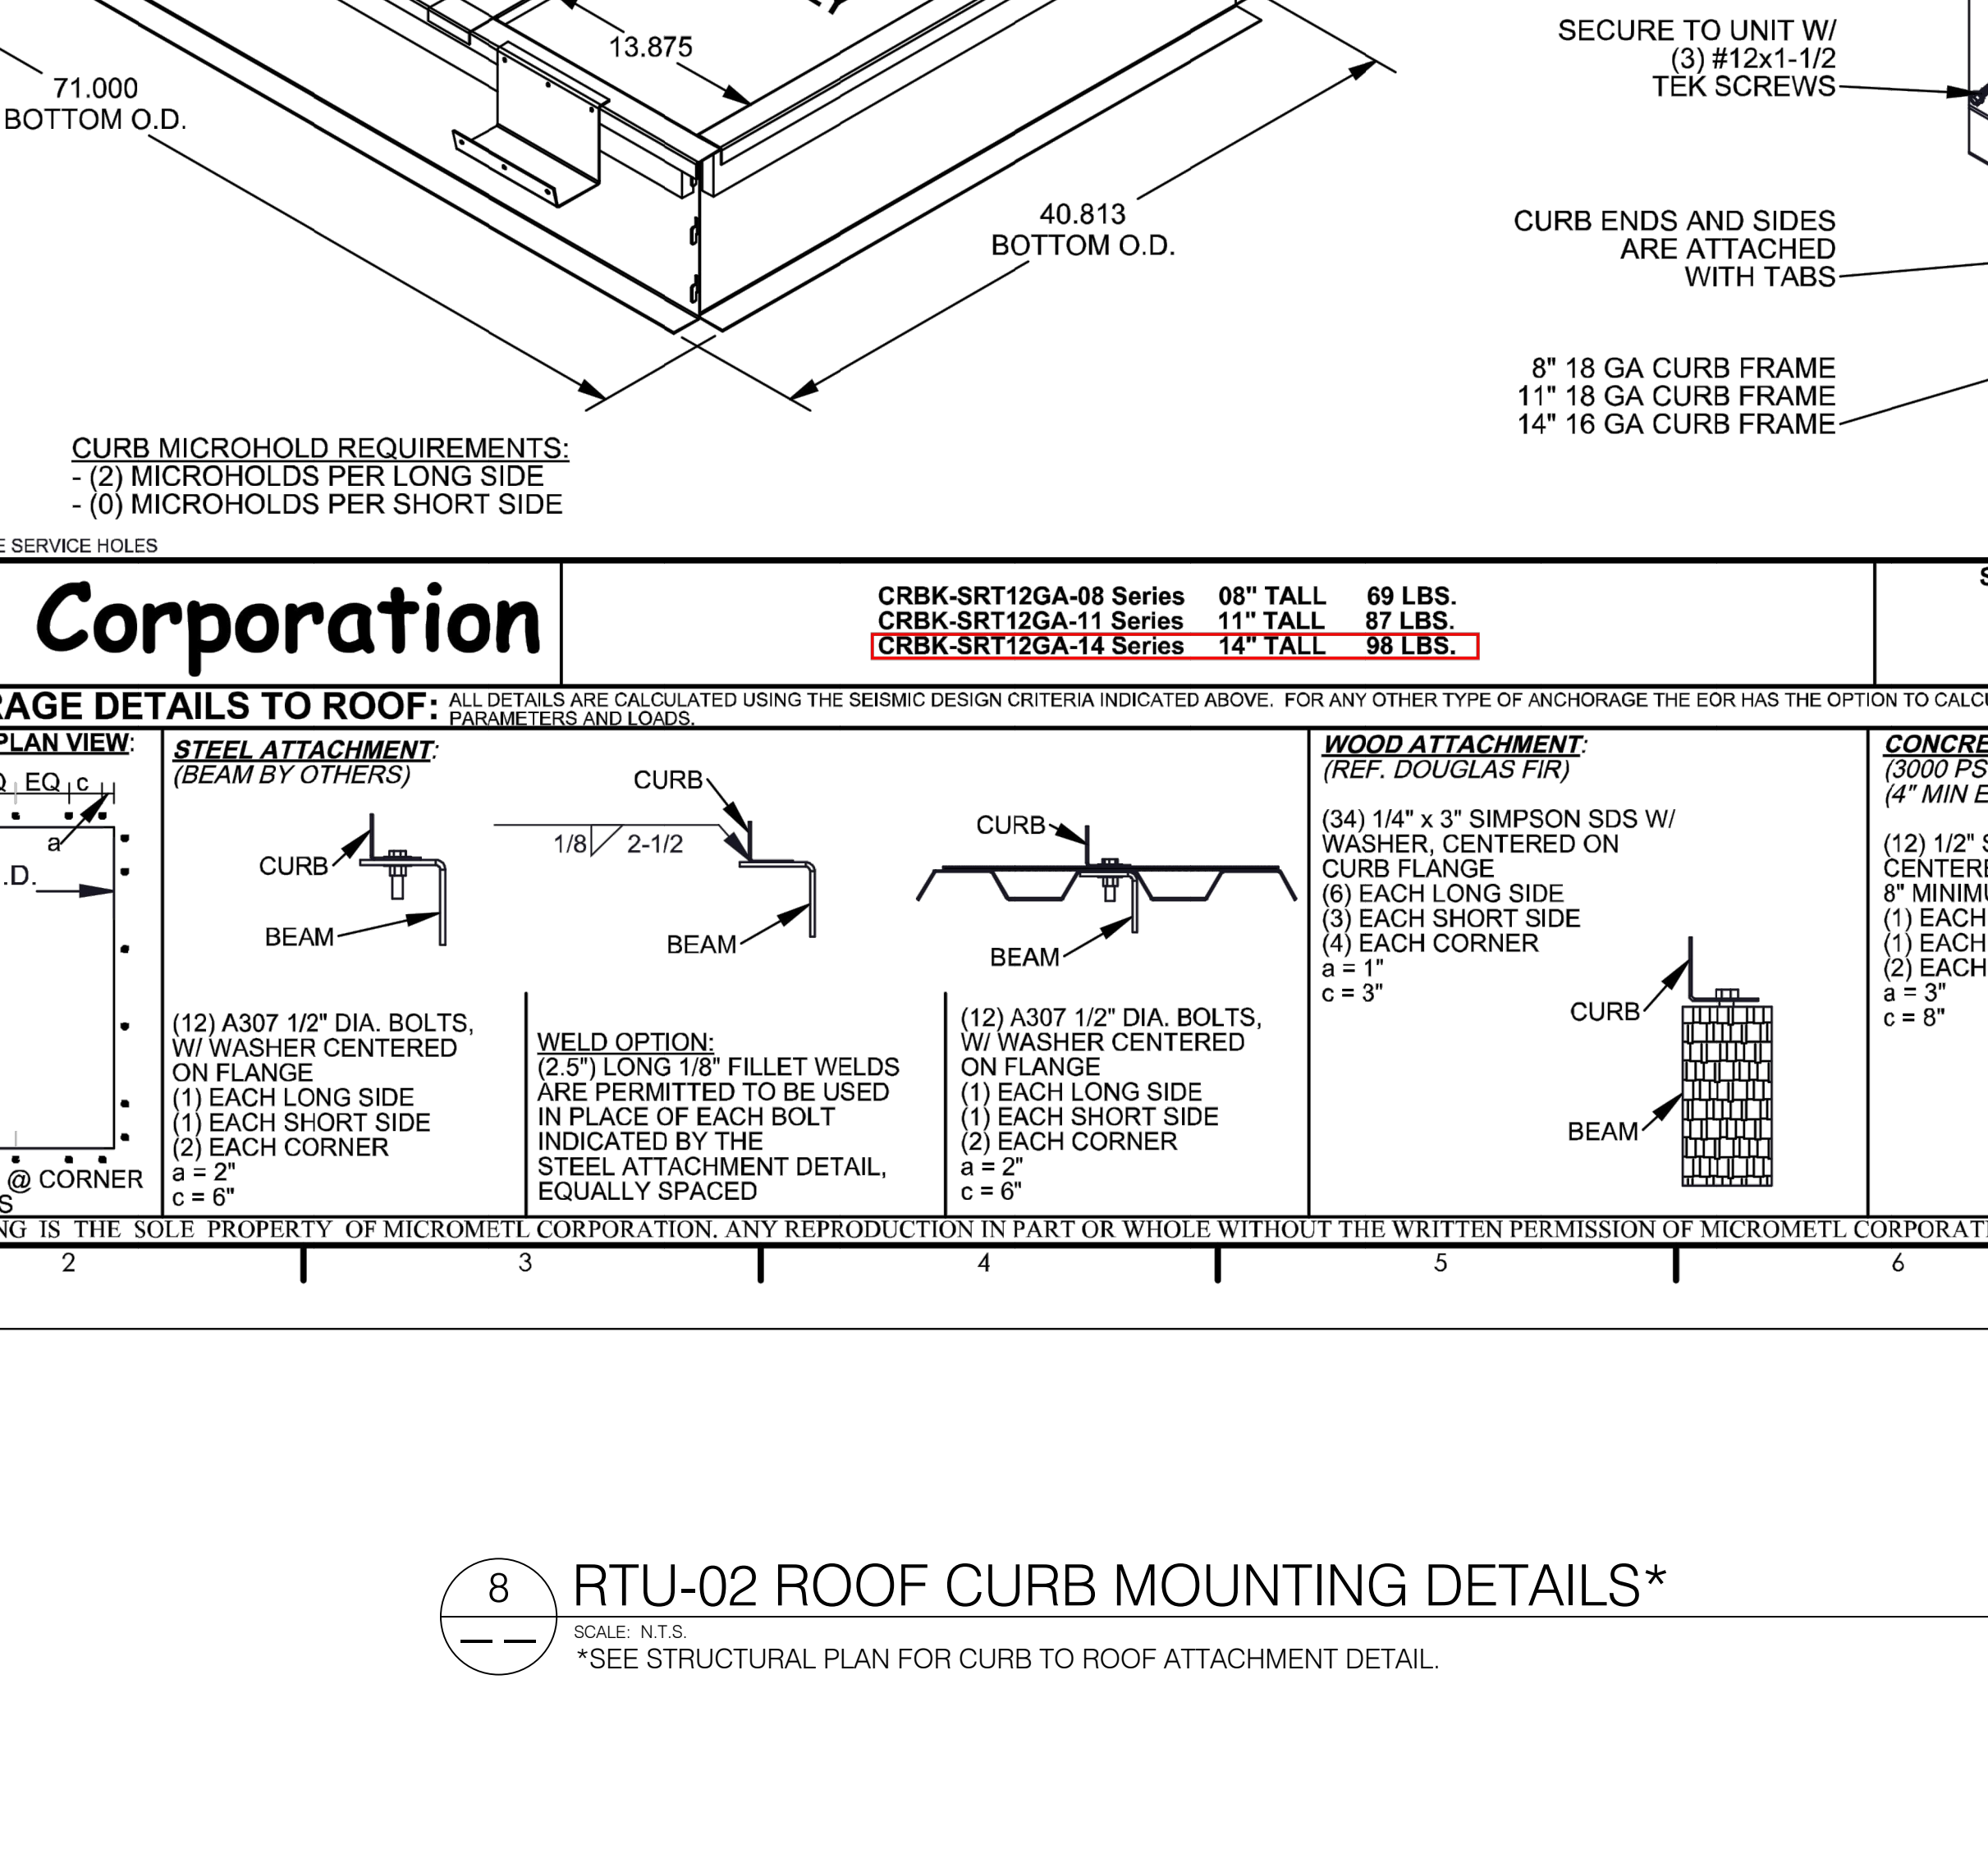 13.875
71.000
BOTTOM O.D.
40.813
BOTTOM O.D.
SECURE TO UNIT W/
(3) #12x1-1/2
TEK SCREWS
CURB ENDS AND SIDES
ARE ATTACHED
WITH TABS
8" 18 GA CURB FRAME
11" 18 GA CURB FRAME
14" 16 GA CURB FRAME
CURB MICROHOLD REQUIREMENTS:
- (2) MICROHOLDS PER LONG SIDE
- (0) MICROHOLDS PER SHORT SIDE
SERVICE HOLES
Corporation
CRBK-SRT12GA-08 Series 08" TALL 69 LBS.
CRBK-SRT12GA-11 Series 11" TALL 87 LBS.
CRBK-SRT12GA-14 Series 14" TALL 98 LBS.
RAGE DETAILS TO ROOF:
ALL DETAILS ARE CALCULATED USING THE SEISMIC DESIGN CRITERIA INDICATED ABOVE. FOR ANY OTHER TYPE OF ANCHORAGE THE EOR HAS THE OPTION TO CALCU
PARAMETERS AND LOADS.
PLAN VIEW:
EQ c
a
.D.
@ CORNER
STEEL ATTACHMENT:
(BEAM BY OTHERS)
CURB
BEAM
(12) A307 1/2" DIA. BOLTS,
W/ WASHER CENTERED
ON FLANGE
(1) EACH LONG SIDE
(1) EACH SHORT SIDE
(2) EACH CORNER
a = 2"
c = 6"
CURB
1/8 2-1/2
BEAM
WELD OPTION:
(2.5") LONG 1/8" FILLET WELDS
ARE PERMITTED TO BE USED
IN PLACE OF EACH BOLT
INDICATED BY THE
STEEL ATTACHMENT DETAIL,
EQUALLY SPACED
CURB
BEAM
(12) A307 1/2" DIA. BOLTS,
W/ WASHER CENTERED
ON FLANGE
(1) EACH LONG SIDE
(1) EACH SHORT SIDE
(2) EACH CORNER
a = 2"
c = 6"
WOOD ATTACHMENT:
(REF. DOUGLAS FIR)
(34) 1/4" x 3" SIMPSON SDS W/
WASHER, CENTERED ON
CURB FLANGE
(6) EACH LONG SIDE
(3) EACH SHORT SIDE
(4) EACH CORNER
a = 1"
c = 3"
CURB
BEAM
CONCRE
(3000 PS
(4" MIN E
(12) 1/2" S
CENTERE
8" MINIMU
(1) EACH
(1) EACH
(2) EACH
a = 3"
c = 8"
NG IS THE SOLE PROPERTY OF MICROMETL CORPORATION. ANY REPRODUCTION IN PART OR WHOLE WITHOUT THE WRITTEN PERMISSION OF MICROMETL CORPORATI
2 3 4 5 6
8
RTU-02 ROOF CURB MOUNTING DETAILS*
SCALE: N.T.S.
*SEE STRUCTURAL PLAN FOR CURB TO ROOF ATTACHMENT DETAIL.